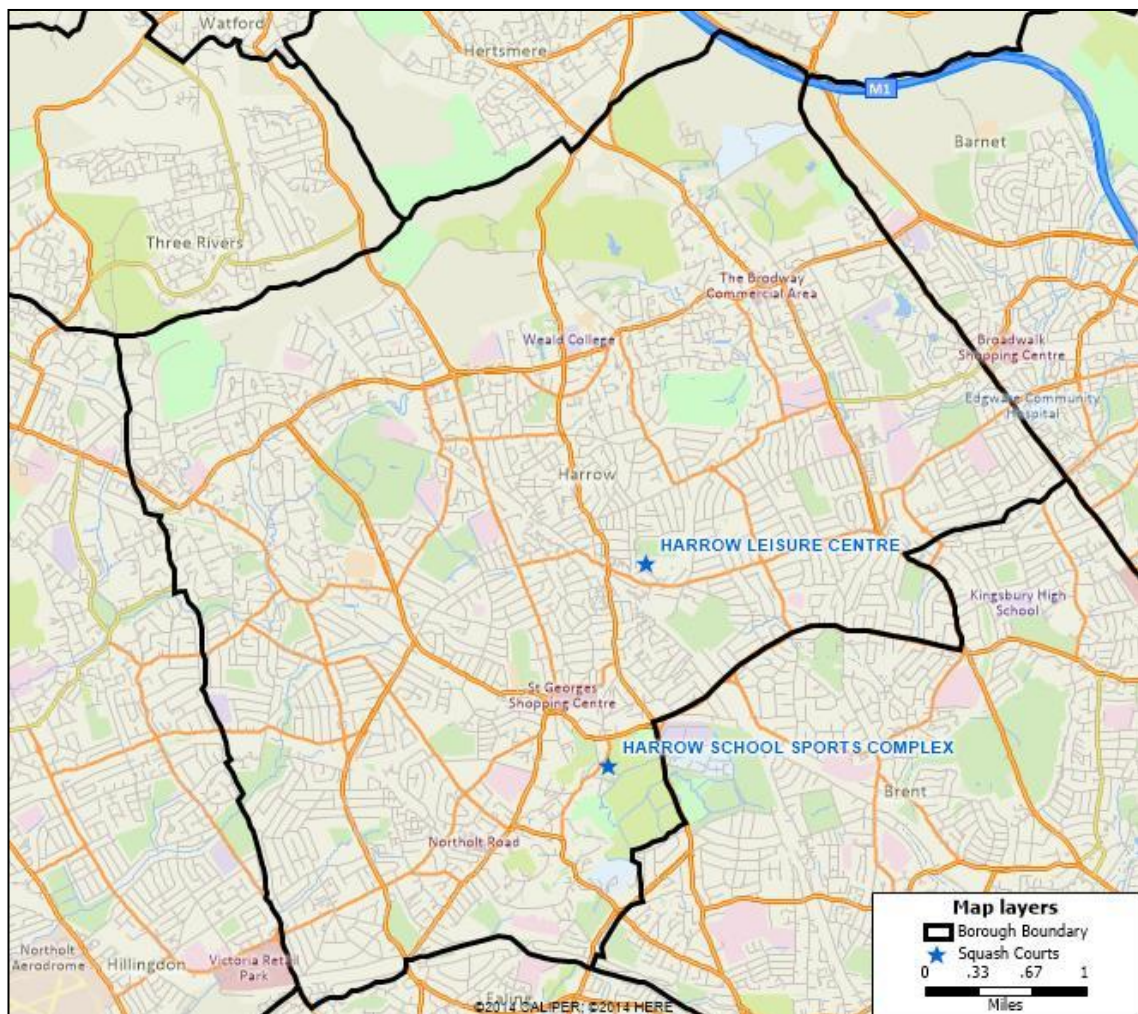 Watford
Hertsmere
M1
Barnet
Three Rivers
The Brodway
Commercial Area
Weald College
Broadwalk
Shopping Centre
Edgware Community
Hospital
Harrow
HARROW LEISURE CENTRE
Kingsbury High
School
St Georges
Shopping Centre
HARROW SCHOOL SPORTS COMPLEX
Brent
Northolt Road
Northolt
Aerodrome
Hillingdon
Victoria Retail
Park
Ealing
©2014 CALIPER; ©2014 HERE
Map layers
Borough Boundary
Squash Courts
0 .33 .67 1
Miles